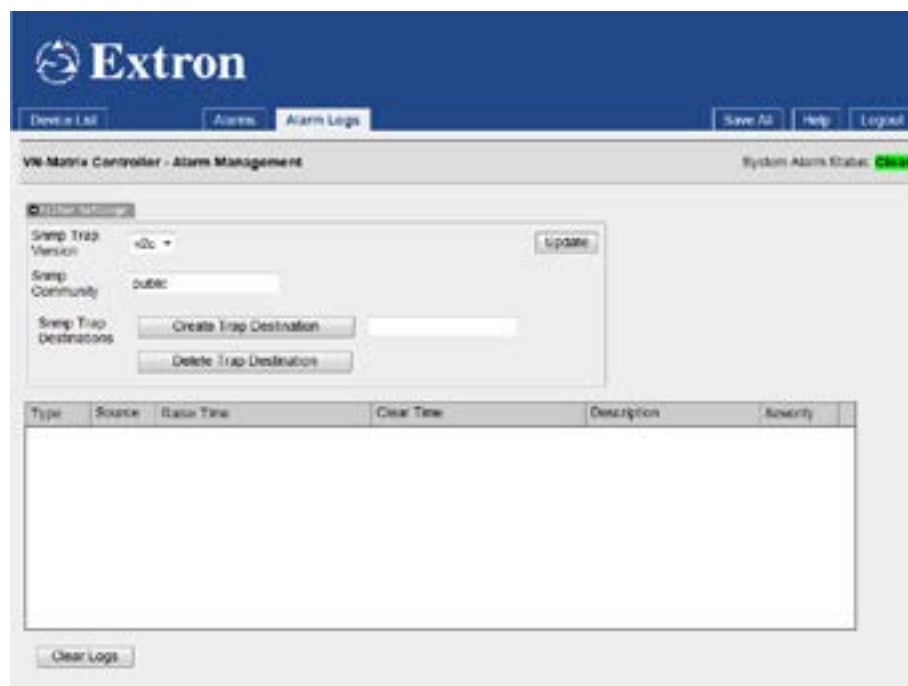 Extron
Device List Alarms Alarm Logs Save All Help Logout
VN-Matrix Controller - Alarm Management System Alarm Status: Clear
Snmp Trap Version v2c Update
Snmp Community public
Snmp Trap Destinations Create Trap Destination
Delete Trap Destination
Type Source Raise Time Clear Time Description Severity
Clear Logs